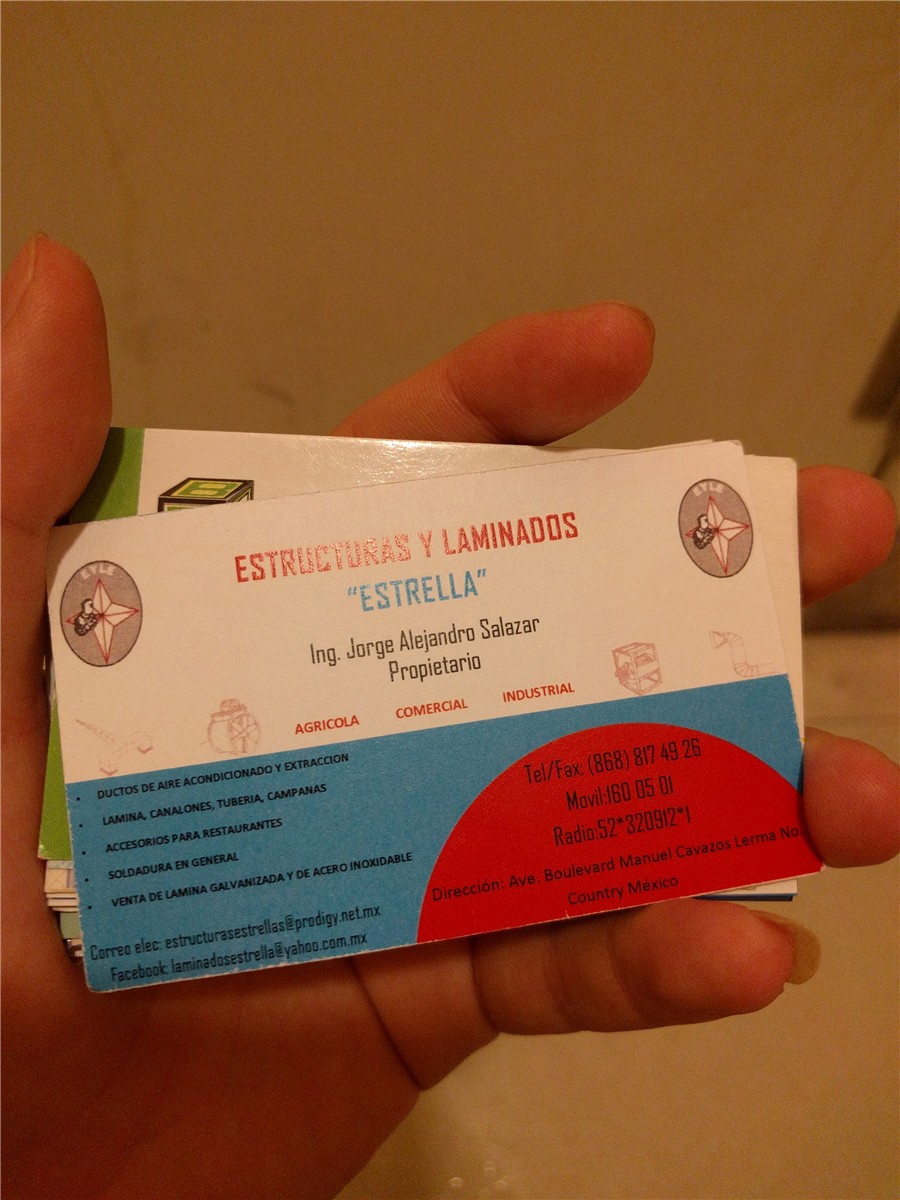 EYLE
EYLE
ESTRUCTURAS Y LAMINADOS
"ESTRELLA"
Ing. Jorge Alejandro Salazar
Propietario
AGRICOLA COMERCIAL INDUSTRIAL
• DUCTOS DE AIRE ACONDICIONADO Y EXTRACCION
• LAMINA, CANALONES, TUBERIA, CAMPANAS
• ACCESORIOS PARA RESTAURANTES
• SOLDADURA EN GENERAL
• VENTA DE LAMINA GALVANIZADA Y DE ACERO INOXIDABLE
Correo elec: estructurasestrellas@prodigy.net.mx
Facebook: laminadosestrella@yahoo.com.mx
Tel/Fax: (868) 817 49 26
Movil:160 05 01
Radio:52*320912*1
Dirección: Ave. Boulevard Manuel Cavazos Lerma No
Country México